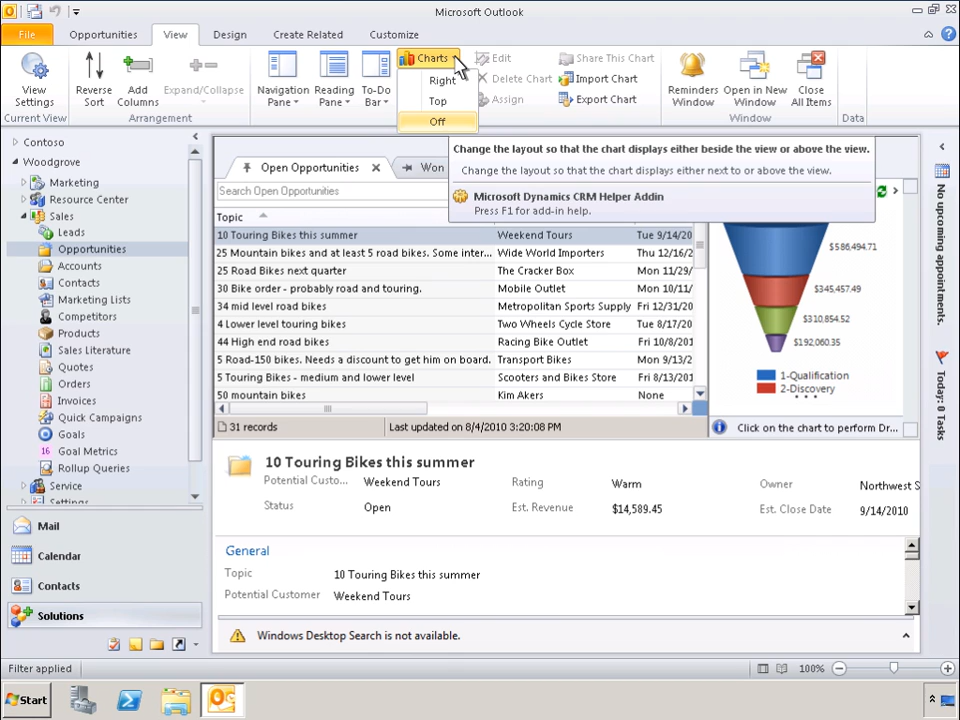 Microsoft Outlook
File
Opportunities
View
Design
Create Related
Customize
View
Settings
Reverse
Sort
Add
Columns
Expand/Collapse
Navigation
Pane
Reading
Pane
To-Do
Bar
Charts
Right
Top
Off
Edit
Delete Chart
Assign
Share This Chart
Import Chart
Export Chart
Reminders
Window
Open in New
Window
Close
All Items
Current View
Arrangement
Window
Data
Change the layout so that the chart displays either beside the view or above the view.
Change the layout so that the chart displays either next to or above the view.
Microsoft Dynamics CRM Helper Addin
Press F1 for add-in help.
Contoso
Woodgrove
Marketing
Resource Center
Sales
Leads
Opportunities
Accounts
Contacts
Marketing Lists
Competitors
Products
Sales Literature
Quotes
Orders
Invoices
Quick Campaigns
Goals
16 Goal Metrics
Rollup Queries
Service
Settings
Mail
Calendar
Contacts
Solutions
Open Opportunities
Won
Search Open Opportunities
Topic
10 Touring Bikes this summer Weekend Tours Tue 9/14/20
25 Mountain bikes and at least 5 road bikes. Some inter... Wide World Importers Thu 12/16/2
25 Road Bikes next quarter The Cracker Box Mon 11/29/
30 Bike order - probably road and touring. Mobile Outlet Mon 10/11/
34 mid level road bikes Metropolitan Sports Supply Fri 12/31/20
4 Lower level touring bikes Two Wheels Cycle Store Tue 8/17/20
44 High end road bikes Racing Bike Outlet Fri 10/8/201
5 Road-150 bikes. Needs a discount to get him on board. Transport Bikes Mon 9/13/2
5 Touring Bikes - medium and lower level Scooters and Bikes Store Fri 8/13/201
50 mountain bikes Kim Akers None
31 records
Last updated on 8/4/2010 3:20:08 PM
$586,494.71
$345,457.49
$310,854.52
$192,060.35
1-Qualification
2-Discovery
Click on the chart to perform Dr...
No upcoming appointments.
Today: 0 Tasks
10 Touring Bikes this summer
Potential Custo... Weekend Tours Rating Warm Owner Northwest S
Status Open Est. Revenue $14,589.45 Est. Close Date 9/14/2010
General
Topic 10 Touring Bikes this summer
Potential Customer Weekend Tours
Windows Desktop Search is not available.
Filter applied
100%
Start